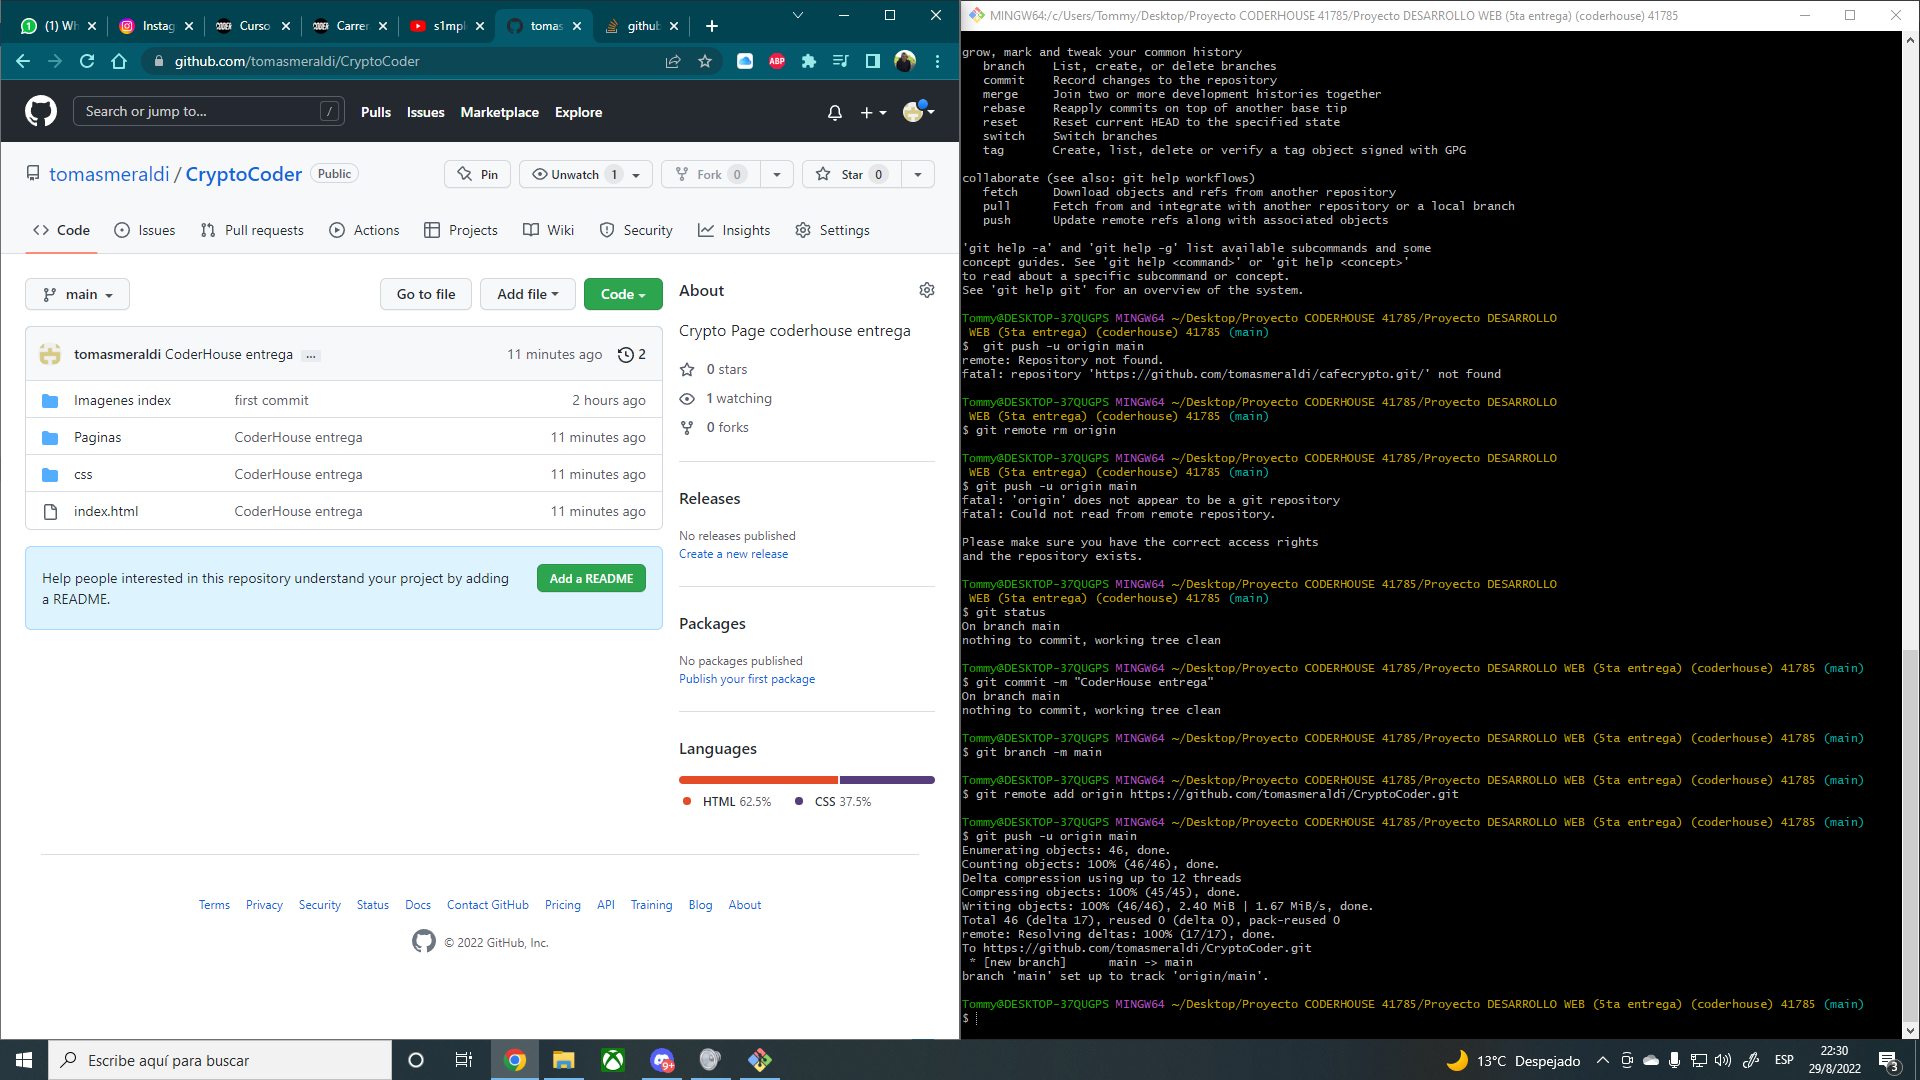 (1) Wh
Instag
Curso
Carrer
s1mpl
tomas
github
github.com/tomasmeraldi/CryptoCoder
ABP
Search or jump to...
/
Pulls
Issues
Marketplace
Explore
tomasmeraldi / CryptoCoder
Public
Pin
Unwatch 1
Fork 0
Star 0
Code
Issues
Pull requests
Actions
Projects
Wiki
Security
Insights
Settings
main
Go to file
Add file
Code
tomasmeraldi CoderHouse entrega ...
11 minutes ago
2
Imagenes index first commit 2 hours ago
Paginas CoderHouse entrega 11 minutes ago
css CoderHouse entrega 11 minutes ago
index.html CoderHouse entrega 11 minutes ago
Help people interested in this repository understand your project by adding
a README.
Add a README
About
Crypto Page coderhouse entrega
0 stars
1 watching
0 forks
Releases
No releases published
Create a new release
Packages
No packages published
Publish your first package
Languages
HTML 62.5%
CSS 37.5%
Terms Privacy Security Status Docs Contact GitHub Pricing API Training Blog About
© 2022 GitHub, Inc.
MINGW64:/c/Users/Tommy/Desktop/Proyecto CODERHOUSE 41785/Proyecto DESARROLLO WEB (5ta entrega) (coderhouse) 41785
grow, mark and tweak your common history
branch List, create, or delete branches
commit Record changes to the repository
merge Join two or more development histories together
rebase Reapply commits on top of another base tip
reset Reset current HEAD to the specified state
switch Switch branches
tag Create, list, delete or verify a tag object signed with GPG
collaborate (see also: git help workflows)
fetch Download objects and refs from another repository
pull Fetch from and integrate with another repository or a local branch
push Update remote refs along with associated objects
'git help -a' and 'git help -g' list available subcommands and some
concept guides. See 'git help <command>' or 'git help <concept>'
to read about a specific subcommand or concept.
See 'git help git' for an overview of the system.
Tommy@DESKTOP-37QUGPS MINGW64 ~/Desktop/Proyecto CODERHOUSE 41785/Proyecto DESARROLLO
WEB (5ta entrega) (coderhouse) 41785 (main)
$  git push -u origin main
remote: Repository not found.
fatal: repository 'https://github.com/tomasmeraldi/cafecrypto.git/' not found
Tommy@DESKTOP-37QUGPS MINGW64 ~/Desktop/Proyecto CODERHOUSE 41785/Proyecto DESARROLLO
WEB (5ta entrega) (coderhouse) 41785 (main)
$ git remote rm origin
Tommy@DESKTOP-37QUGPS MINGW64 ~/Desktop/Proyecto CODERHOUSE 41785/Proyecto DESARROLLO
WEB (5ta entrega) (coderhouse) 41785 (main)
$ git push -u origin main
fatal: 'origin' does not appear to be a git repository
fatal: Could not read from remote repository.
Please make sure you have the correct access rights
and the repository exists.
Tommy@DESKTOP-37QUGPS MINGW64 ~/Desktop/Proyecto CODERHOUSE 41785/Proyecto DESARROLLO
WEB (5ta entrega) (coderhouse) 41785 (main)
$ git status
On branch main
nothing to commit, working tree clean
Tommy@DESKTOP-37QUGPS MINGW64 ~/Desktop/Proyecto CODERHOUSE 41785/Proyecto DESARROLLO WEB (5ta entrega) (coderhouse) 41785 (main)
$ git commit -m "CoderHouse entrega"
On branch main
nothing to commit, working tree clean
Tommy@DESKTOP-37QUGPS MINGW64 ~/Desktop/Proyecto CODERHOUSE 41785/Proyecto DESARROLLO WEB (5ta entrega) (coderhouse) 41785 (main)
$ git branch -m main
Tommy@DESKTOP-37QUGPS MINGW64 ~/Desktop/Proyecto CODERHOUSE 41785/Proyecto DESARROLLO WEB (5ta entrega) (coderhouse) 41785 (main)
$ git remote add origin https://github.com/tomasmeraldi/CryptoCoder.git
Tommy@DESKTOP-37QUGPS MINGW64 ~/Desktop/Proyecto CODERHOUSE 41785/Proyecto DESARROLLO WEB (5ta entrega) (coderhouse) 41785 (main)
$ git push -u origin main
Enumerating objects: 46, done.
Counting objects: 100% (46/46), done.
Delta compression using up to 12 threads
Compressing objects: 100% (45/45), done.
Writing objects: 100% (46/46), 2.40 MiB | 1.67 MiB/s, done.
Total 46 (delta 17), reused 0 (delta 0), pack-reused 0
remote: Resolving deltas: 100% (17/17), done.
To https://github.com/tomasmeraldi/CryptoCoder.git
* [new branch] main -> main
branch 'main' set up to track 'origin/main'.
Tommy@DESKTOP-37QUGPS MINGW64 ~/Desktop/Proyecto CODERHOUSE 41785/Proyecto DESARROLLO WEB (5ta entrega) (coderhouse) 41785 (main)
$
Escribe aquí para buscar
9+
13°C Despejado
ESP
22:30
29/8/2022
3